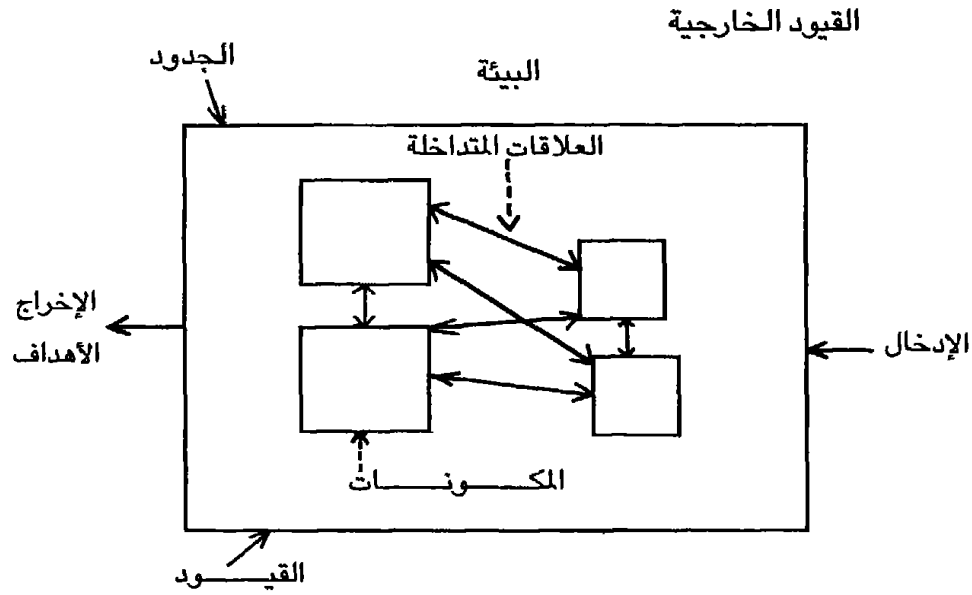 القيود الخارجية
الجدود
البيئة
العلاقات المتداخلة
الإخراج
الأهداف
الإدخال
المكونات
القيود